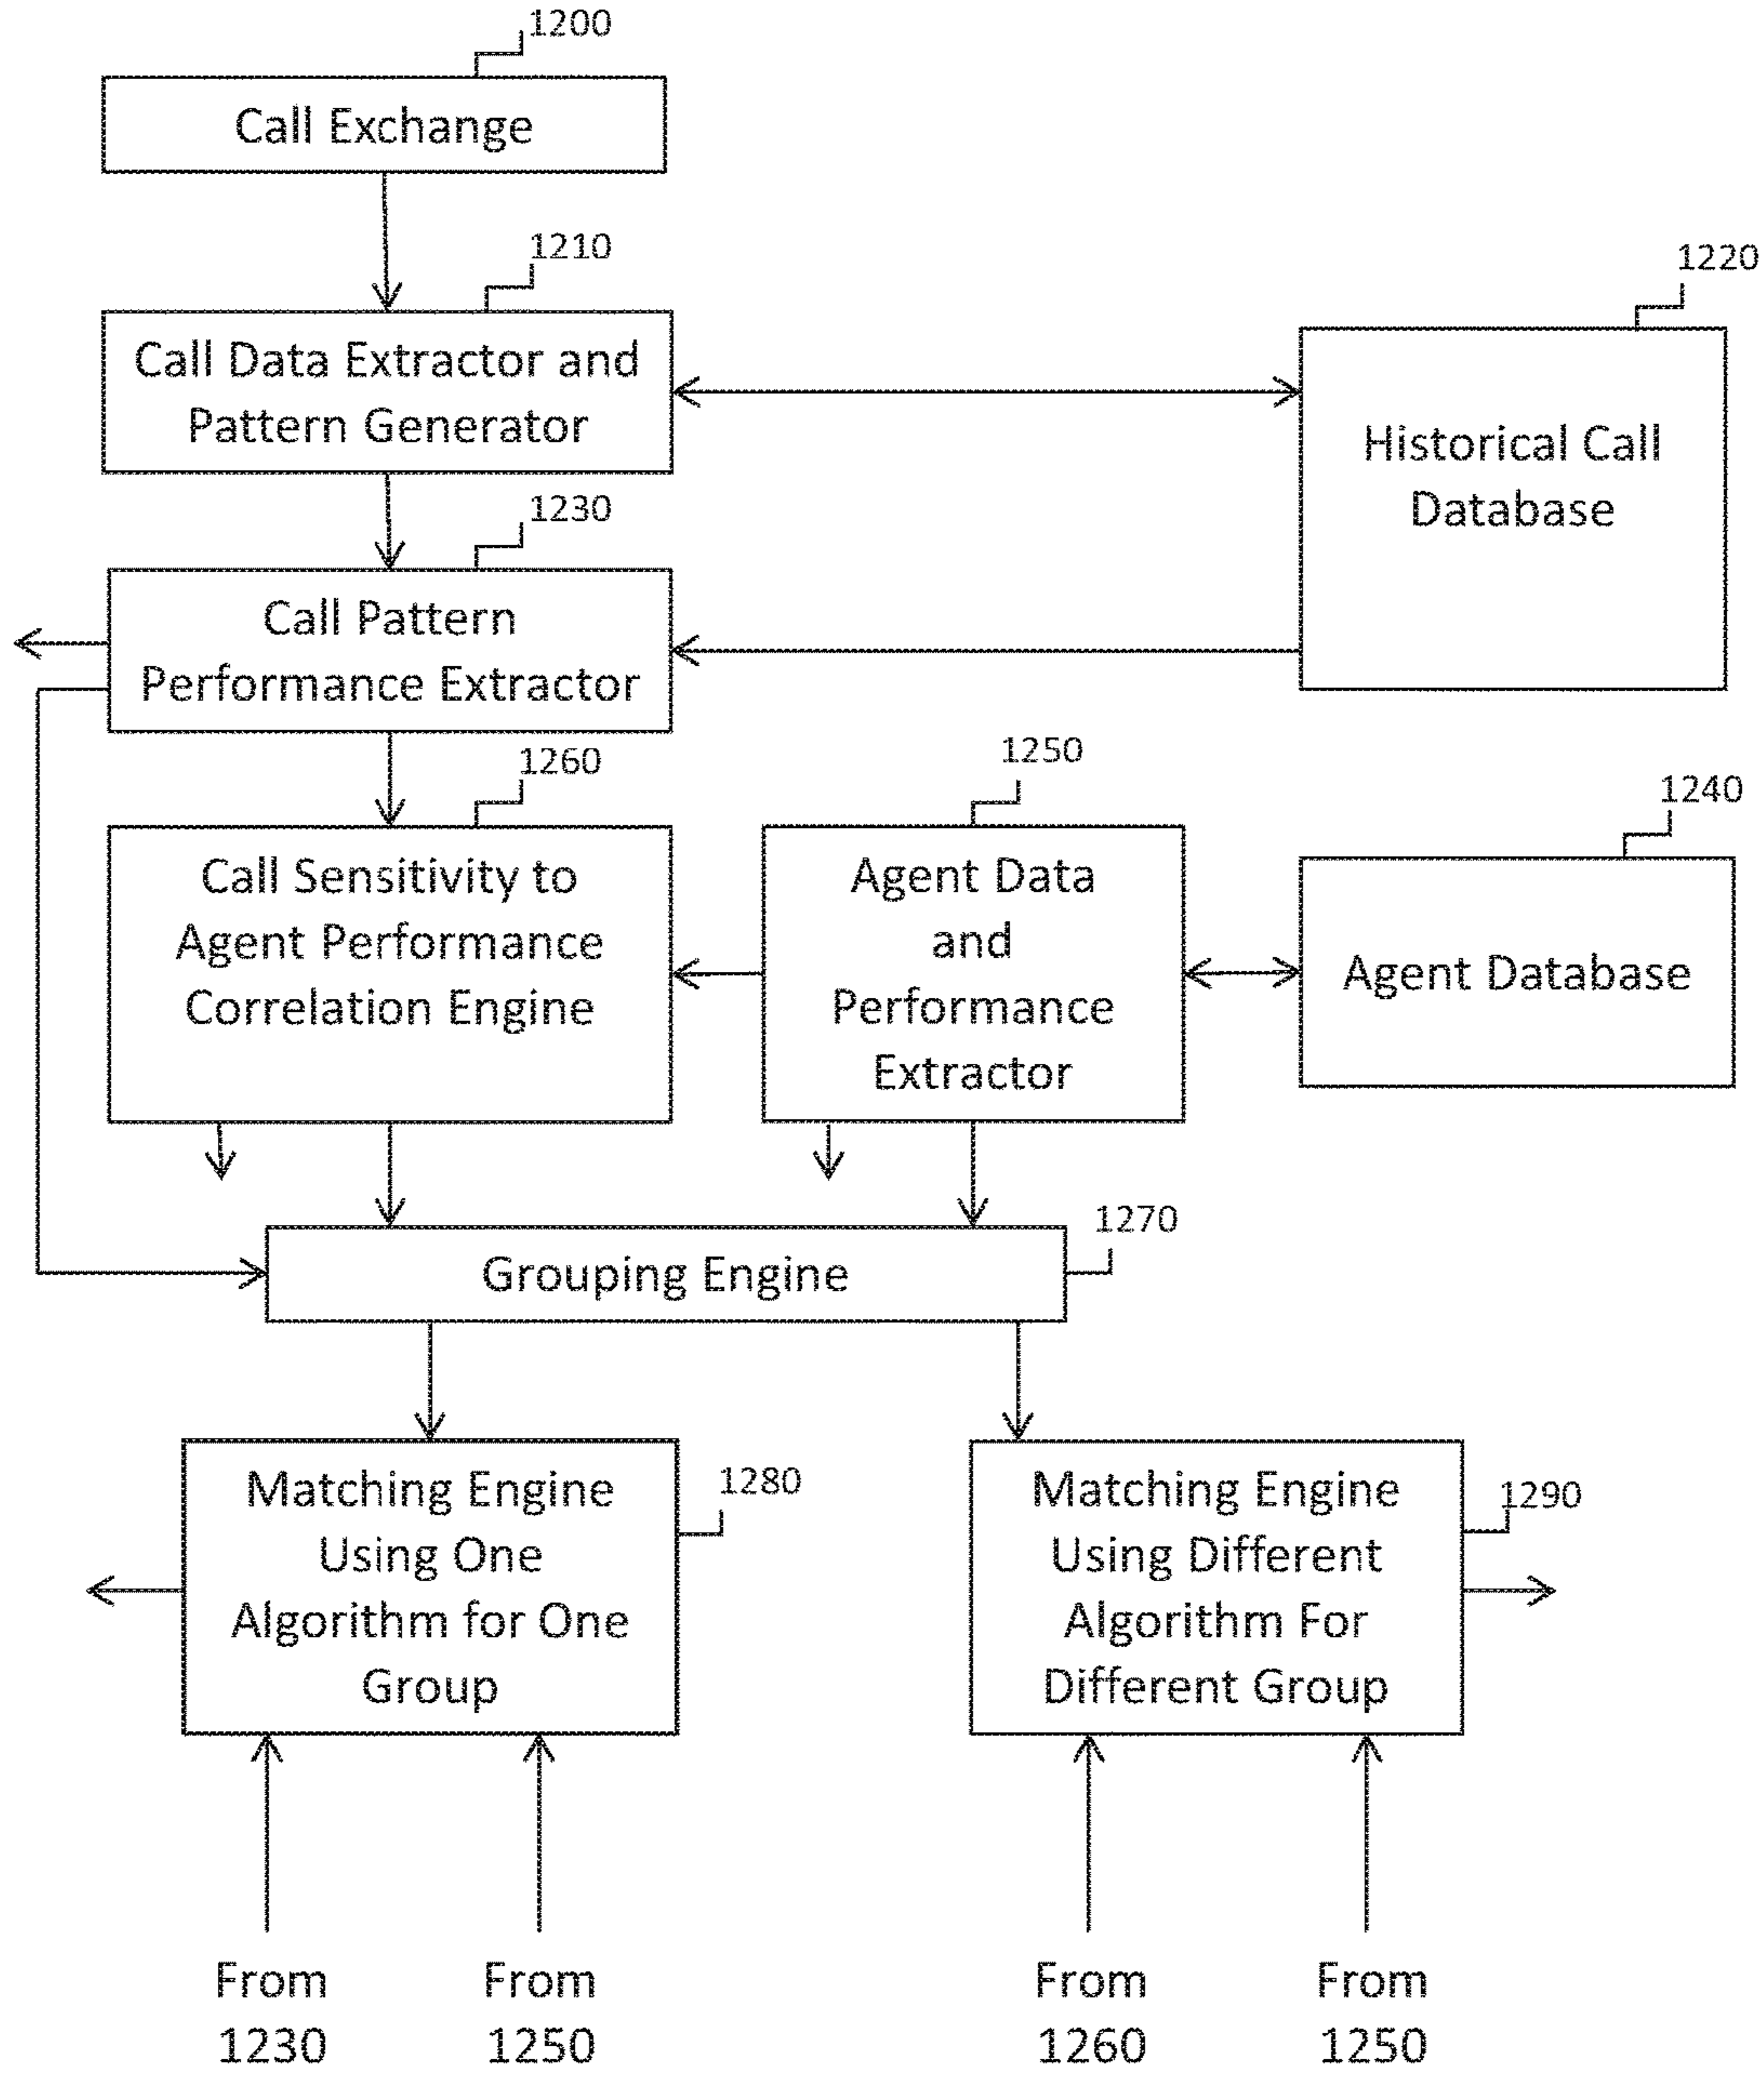 1200
Call Exchange
1210
1220
Call Data Extractor and
Pattern Generator
Historical Call
Database
1230
Call Pattern
Performance Extractor
1260
1250
1240
Call Sensitivity to
Agent Performance
Correlation Engine
Agent Data
and
Performance
Extractor
Agent Database
1270
Grouping Engine
1280
Matching Engine
Using One
Algorithm for One
Group
1290
Matching Engine
Using Different
Algorithm For
Different Group
From
1230
From
1250
From
1260
From
1250